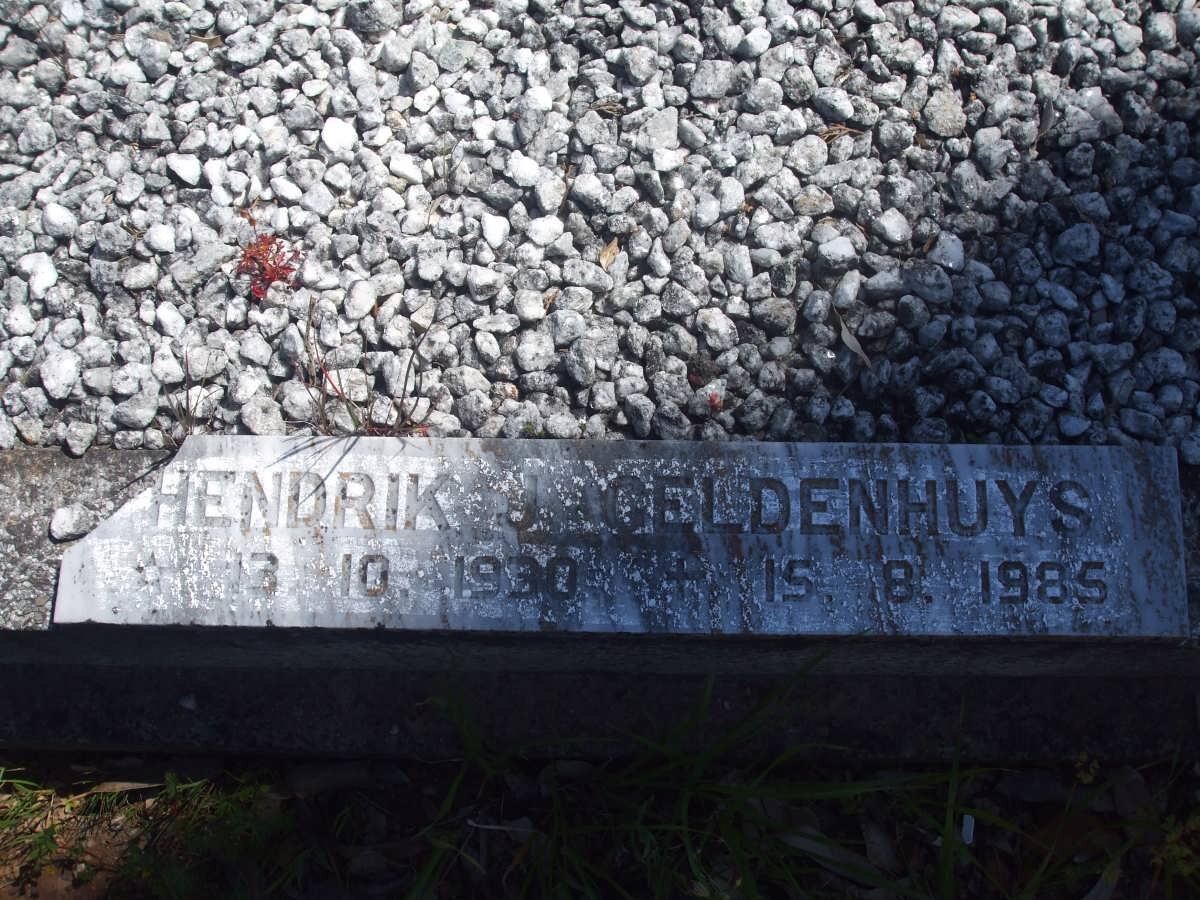 HENDRIK J. GELDENHUYS
* 13. 10. 1930 + 15. 8. 1985